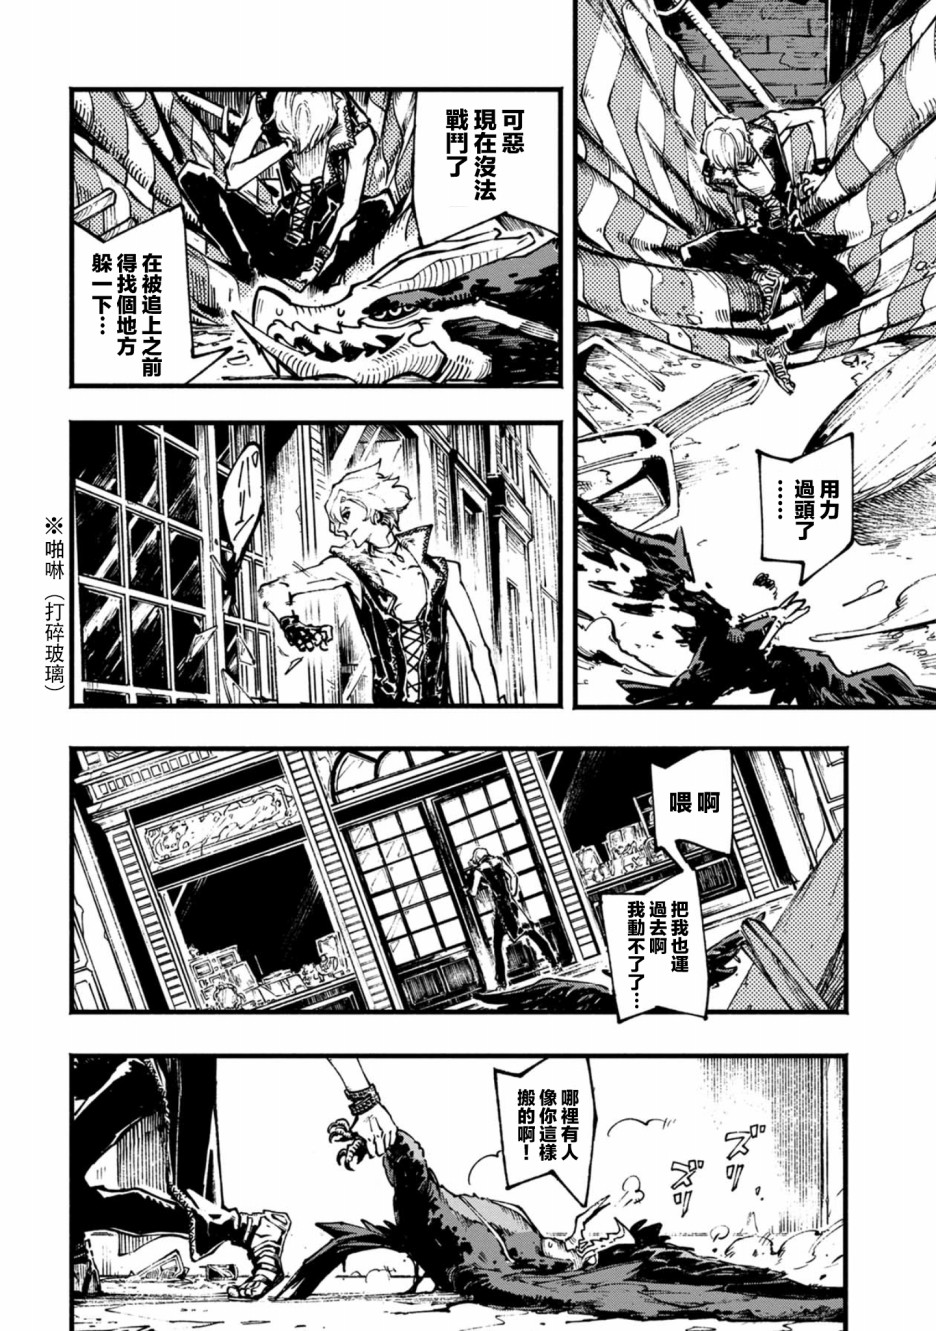 用力
過頭了
⋯⋯
可惡
現在沒法
戰鬥了
在被追上之前
得找個地方
躲一下⋯
※啪啉（打碎玻璃）
喂啊
把我也運
過去啊
我動不了了⋯
哪裡有人
像你這樣
搬的啊！
ズッ
ズリ